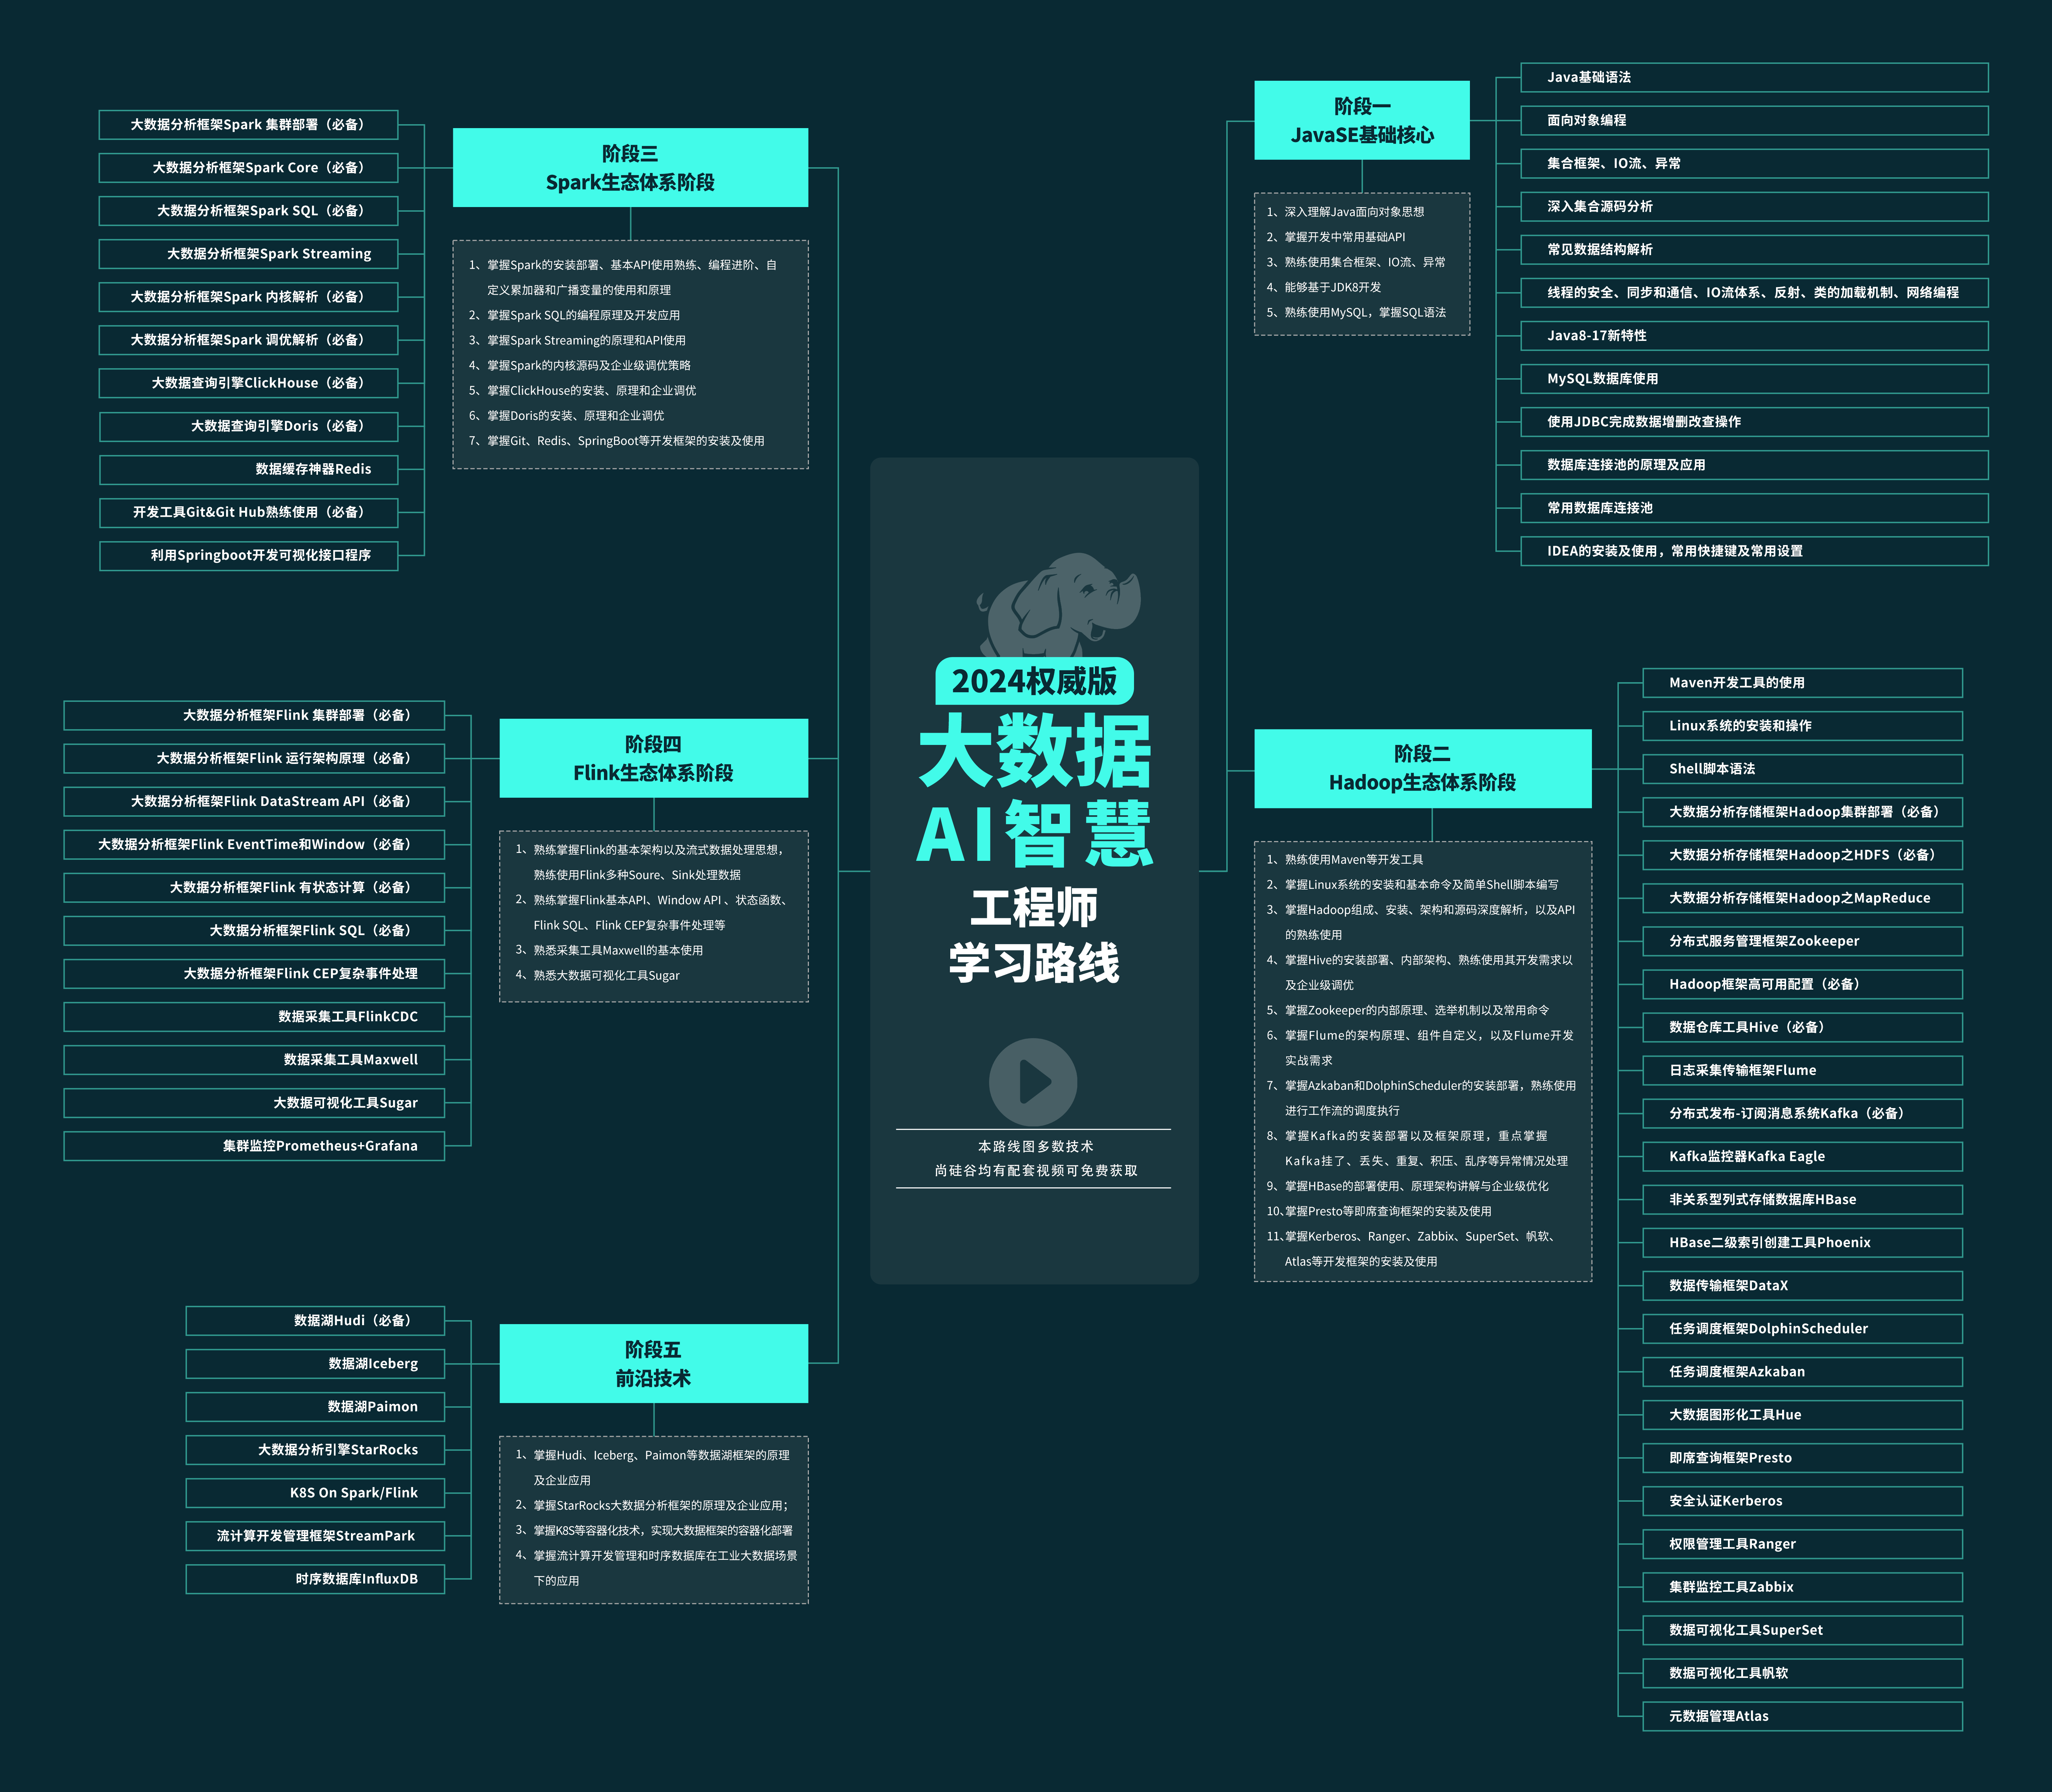 2024权威版
大数据
AI智慧
工程师
学习路线
本路线图多数技术
尚硅谷均有配套视频可免费获取
阶段一
JavaSE基础核心
1、深入理解Java面向对象思想
2、掌握开发中常用基础API
3、熟练使用集合框架、IO流、异常
4、能够基于JDK8开发
5、熟练使用MySQL，掌握SQL语法
Java基础语法
面向对象编程
集合框架、IO流、异常
深入集合源码分析
常见数据结构解析
线程的安全、同步和通信、IO流体系、反射、类的加载机制、网络编程
Java8-17新特性
MySQL数据库使用
使用JDBC完成数据增删改查操作
数据库连接池的原理及应用
常用数据库连接池
IDEA的安装及使用，常用快捷键及常用设置
阶段二
Hadoop生态体系阶段
1、熟练使用Maven等开发工具
2、掌握Linux系统的安装和基本命令及简单Shell脚本编写
3、掌握Hadoop组成、安装、架构和源码深度解析，以及API
的熟练使用
4、掌握Hive的安装部署、内部架构、熟练使用其开发需求以
及企业级调优
5、掌握Zookeeper的内部原理、选举机制以及常用命令
6、掌握Flume的架构原理、组件自定义，以及Flume开发
实战需求
7、掌握Azkaban和DolphinScheduler的安装部署，熟练使用
进行工作流的调度执行
8、掌握Kafka的安装部署以及框架原理，重点掌握
Kafka挂了、丢失、重复、积压、乱序等异常情况处理
9、掌握HBase的部署使用、原理架构讲解与企业级优化
10、掌握Presto等即席查询框架的安装及使用
11、掌握Kerberos、Ranger、Zabbix、SuperSet、帆软、
Atlas等开发框架的安装及使用
Maven开发工具的使用
Linux系统的安装和操作
Shell脚本语法
大数据分析存储框架Hadoop集群部署（必备）
大数据分析存储框架Hadoop之HDFS（必备）
大数据分析存储框架Hadoop之MapReduce
分布式服务管理框架Zookeeper
Hadoop框架高可用配置（必备）
数据仓库工具Hive（必备）
日志采集传输框架Flume
分布式发布-订阅消息系统Kafka（必备）
Kafka监控器Kafka Eagle
非关系型列式存储数据库HBase
HBase二级索引创建工具Phoenix
数据传输框架DataX
任务调度框架DolphinScheduler
任务调度框架Azkaban
大数据图形化工具Hue
即席查询框架Presto
安全认证Kerberos
权限管理工具Ranger
集群监控工具Zabbix
数据可视化工具SuperSet
数据可视化工具帆软
元数据管理Atlas
阶段三
Spark生态体系阶段
1、掌握Spark的安装部署、基本API使用熟练、编程进阶、自
定义累加器和广播变量的使用和原理
2、掌握Spark SQL的编程原理及开发应用
3、掌握Spark Streaming的原理和API使用
4、掌握Spark的内核源码及企业级调优策略
5、掌握ClickHouse的安装、原理和企业调优
6、掌握Doris的安装、原理和企业调优
7、掌握Git、Redis、SpringBoot等开发框架的安装及使用
大数据分析框架Spark 集群部署（必备）
大数据分析框架Spark Core（必备）
大数据分析框架Spark SQL（必备）
大数据分析框架Spark Streaming
大数据分析框架Spark 内核解析（必备）
大数据分析框架Spark 调优解析（必备）
大数据查询引擎ClickHouse（必备）
大数据查询引擎Doris（必备）
数据缓存神器Redis
开发工具Git&Git Hub熟练使用（必备）
利用Springboot开发可视化接口程序
阶段四
Flink生态体系阶段
1、熟练掌握Flink的基本架构以及流式数据处理思想，
熟练使用Flink多种Soure、Sink处理数据
2、熟练掌握Flink基本API、Window API 、状态函数、
Flink SQL、Flink CEP复杂事件处理等
3、熟悉采集工具Maxwell的基本使用
4、熟悉大数据可视化工具Sugar
大数据分析框架Flink 集群部署（必备）
大数据分析框架Flink 运行架构原理（必备）
大数据分析框架Flink DataStream API（必备）
大数据分析框架Flink EventTime和Window（必备）
大数据分析框架Flink 有状态计算（必备）
大数据分析框架Flink SQL（必备）
大数据分析框架Flink CEP复杂事件处理
数据采集工具FlinkCDC
数据采集工具Maxwell
大数据可视化工具Sugar
集群监控Prometheus+Grafana
阶段五
前沿技术
1、掌握Hudi、Iceberg、Paimon等数据湖框架的原理
及企业应用
2、掌握StarRocks大数据分析框架的原理及企业应用；
3、掌握K8S等容器化技术，实现大数据框架的容器化部署
4、掌握流计算开发管理和时序数据库在工业大数据场景
下的应用
数据湖Hudi（必备）
数据湖Iceberg
数据湖Paimon
大数据分析引擎StarRocks
K8S On Spark/Flink
流计算开发管理框架StreamPark
时序数据库InfluxDB